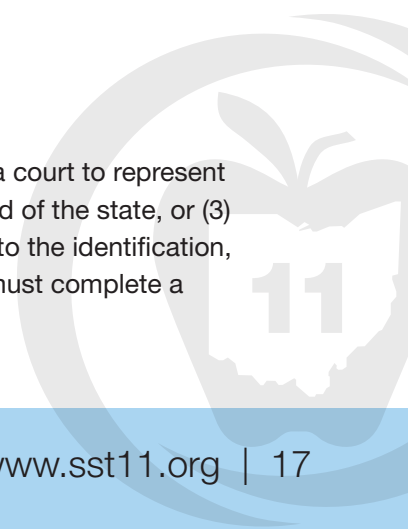 a court to represent
d of the state, or (3)
to the identification,
must complete a
11
www.sst11.org | 17